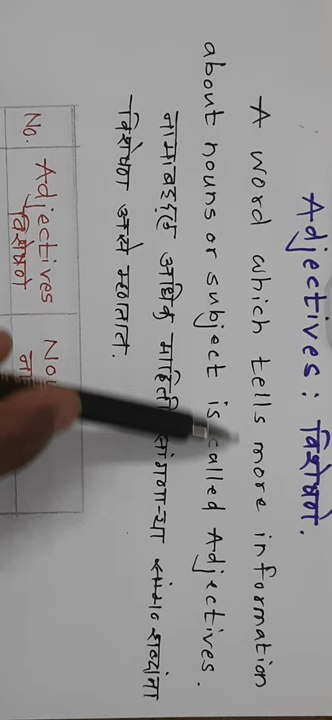 Adjectives : विशेषणे.
A word which tells more information
about nouns or subject is called Adjectives.
नामाबद्दल अधिक माहिती सांगणा-या शब्दांना
विशेषण असे म्हणतात.
No. Adjectives
विशेषणे